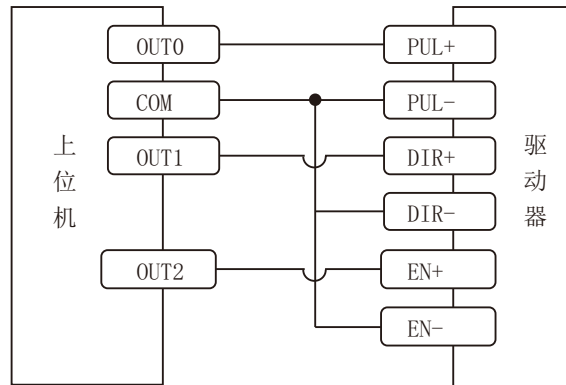 OUT0
PUL+
COM
PUL-
上位机
OUT1
DIR+
驱动器
DIR-
OUT2
EN+
EN-